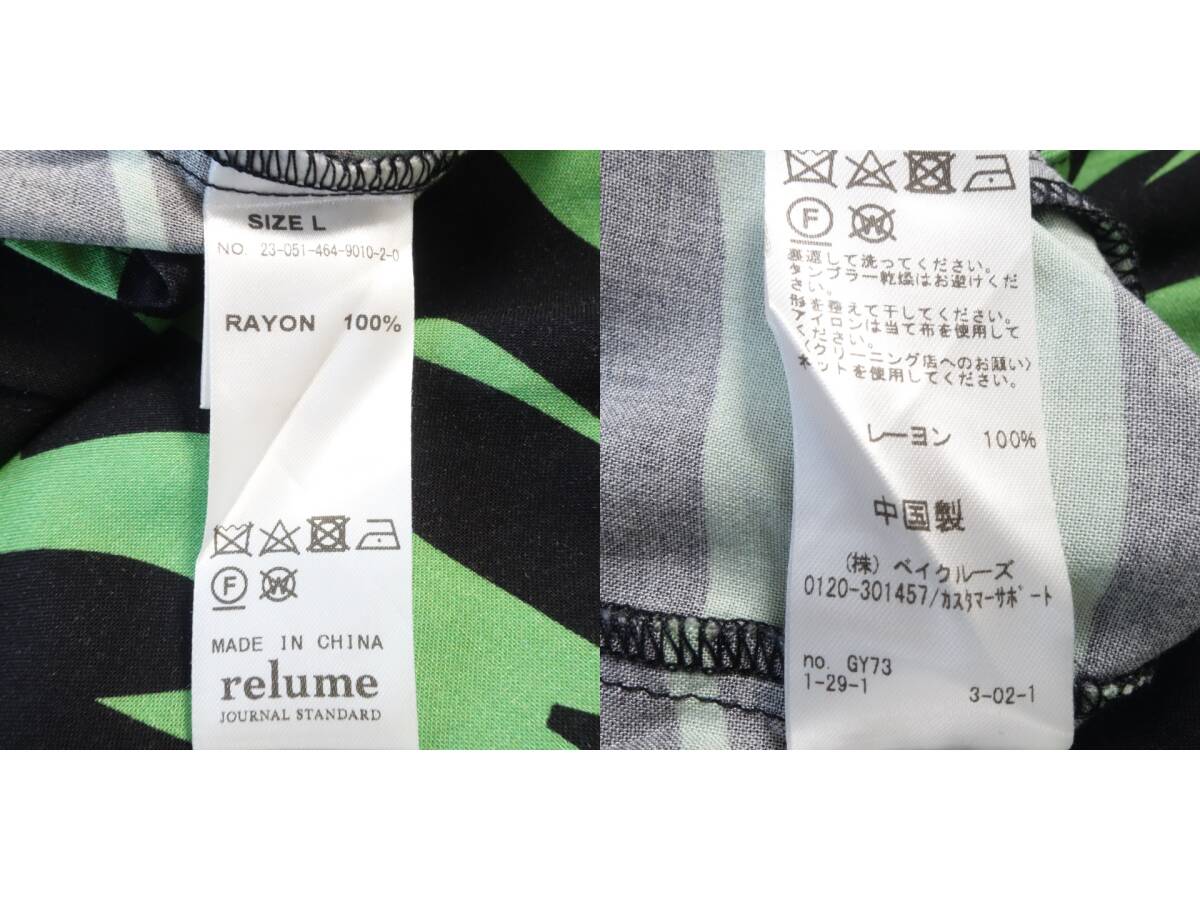 SIZE L
NO. 23-051-464-9010-2-0
RAYON 100%
F
W
MADE IN CHINA
relume
JOURNAL STANDARD
F
W
裏返して洗ってください。
タンブラー乾燥はお避けくだ
さい。
形を整えて干してください。
アイロンは当て布を使用して
ください。
〈クリーニング店へのお願い〉
ネットを使用してください。
レーヨン 100%
中国製
(株) ベイクルーズ
0120-301457/カスタマーサポート
no. GY73
1-29-1 3-02-1